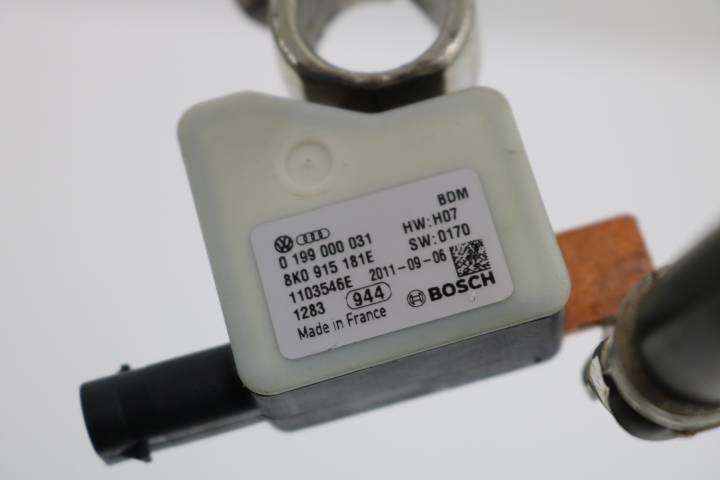 BDM
0 199 000 031 HW:H07
8K0 915 181E SW:0170
1103546E 2011-09-06
1283 944 BOSCH
Made in France